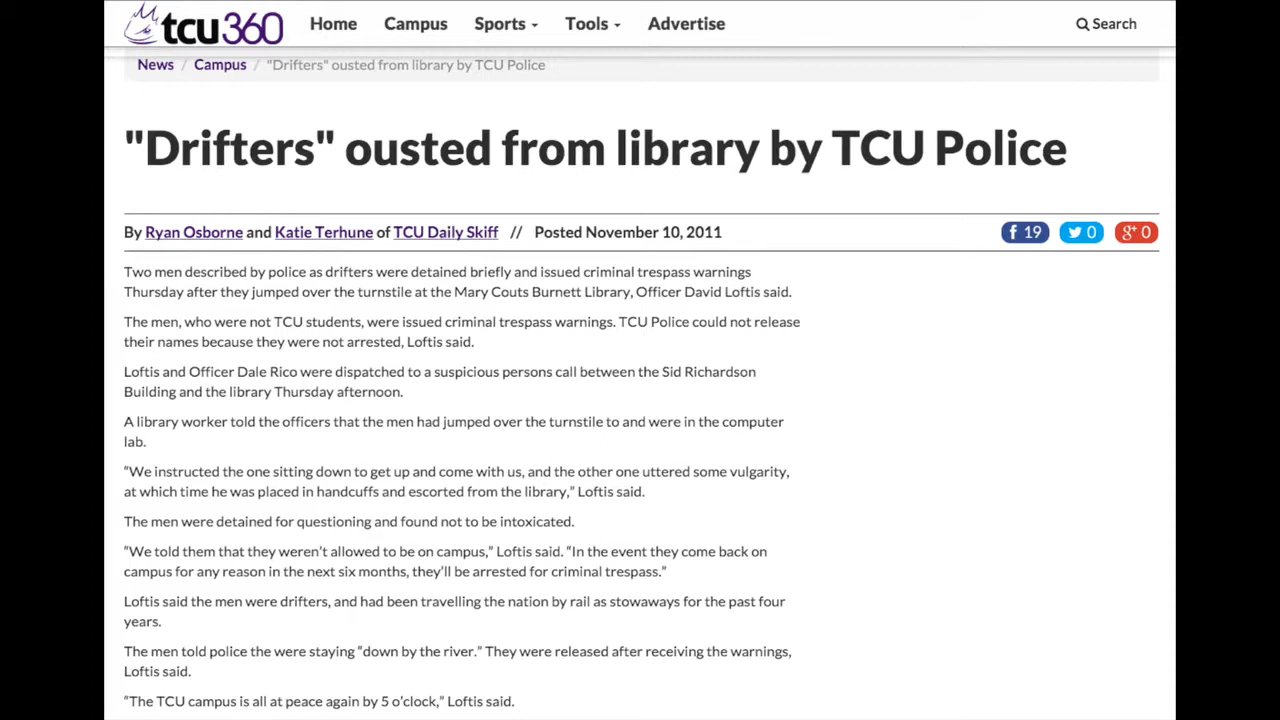 tcu360 Home Campus Sports Tools Advertise Search
News / Campus / "Drifters" ousted from library by TCU Police
"Drifters" ousted from library by TCU Police
By Ryan Osborne and Katie Terhune of TCU Daily Skiff // Posted November 10, 2011 f 19 0 g+ 0
Two men described by police as drifters were detained briefly and issued criminal trespass warnings
Thursday after they jumped over the turnstile at the Mary Couts Burnett Library, Officer David Loftis said.
The men, who were not TCU students, were issued criminal trespass warnings. TCU Police could not release
their names because they were not arrested, Loftis said.
Loftis and Officer Dale Rico were dispatched to a suspicious persons call between the Sid Richardson
Building and the library Thursday afternoon.
A library worker told the officers that the men had jumped over the turnstile to and were in the computer
lab.
“We instructed the one sitting down to get up and come with us, and the other one uttered some vulgarity,
at which time he was placed in handcuffs and escorted from the library,” Loftis said.
The men were detained for questioning and found not to be intoxicated.
“We told them that they weren’t allowed to be on campus,” Loftis said. “In the event they come back on
campus for any reason in the next six months, they’ll be arrested for criminal trespass.”
Loftis said the men were drifters, and had been travelling the nation by rail as stowaways for the past four
years.
The men told police the were staying “down by the river.” They were released after receiving the warnings,
Loftis said.
“The TCU campus is all at peace again by 5 o’clock,” Loftis said.